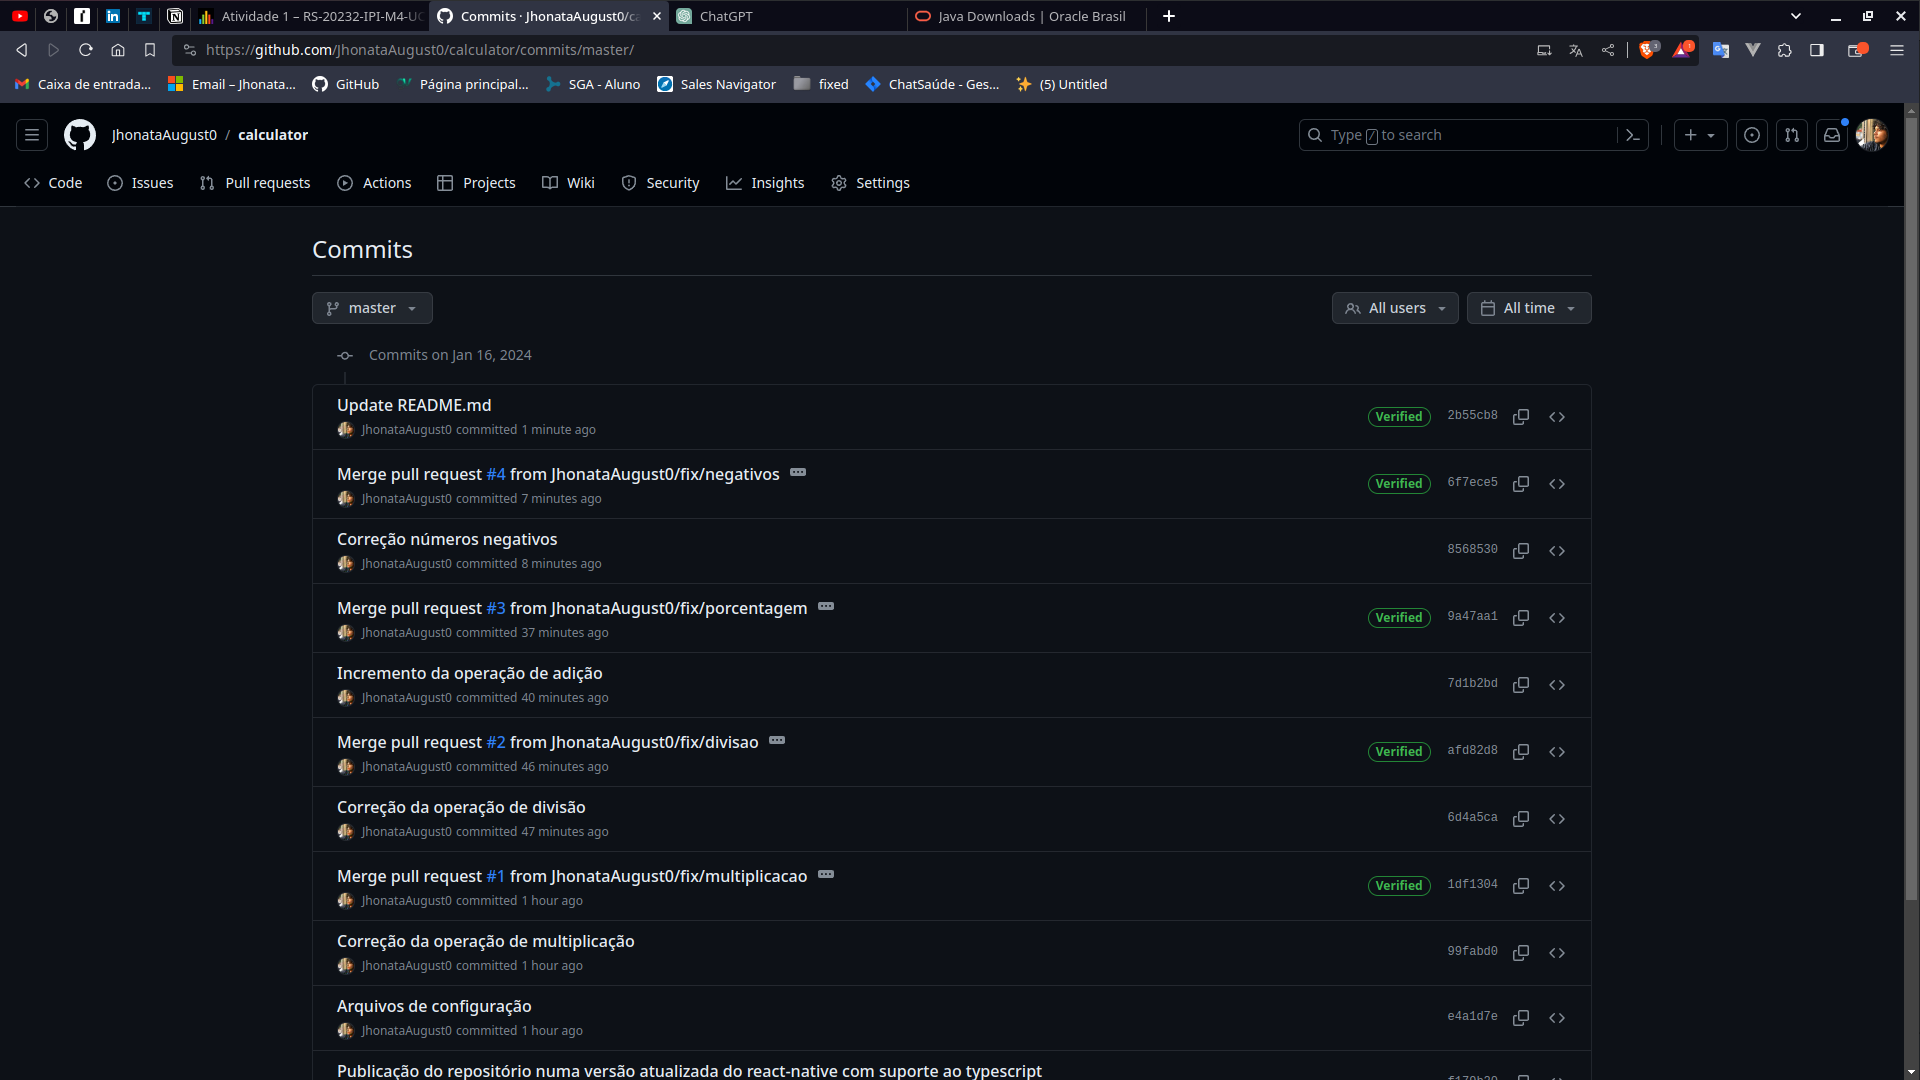 Atividade 1 – RS-20232-IPI-M4-UC
Commits · JhonataAugust0/ca
ChatGPT
Java Downloads | Oracle Brasil
https://github.com/JhonataAugust0/calculator/commits/master/
Caixa de entrada...
Email – Jhonata...
GitHub
Página principal...
SGA - Aluno
Sales Navigator
fixed
ChatSaúde - Ges...
(5) Untitled
JhonataAugust0 / calculator
Type / to search
Code
Issues
Pull requests
Actions
Projects
Wiki
Security
Insights
Settings
Commits
master
All users
All time
Commits on Jan 16, 2024
Update README.md
JhonataAugust0 committed 1 minute ago
Verified 2b55cb8
Merge pull request #4 from JhonataAugust0/fix/negativos
JhonataAugust0 committed 7 minutes ago
Verified 6f7ece5
Correção números negativos
JhonataAugust0 committed 8 minutes ago
8568530
Merge pull request #3 from JhonataAugust0/fix/porcentagem
JhonataAugust0 committed 37 minutes ago
Verified 9a47aa1
Incremento da operação de adição
JhonataAugust0 committed 40 minutes ago
7d1b2bd
Merge pull request #2 from JhonataAugust0/fix/divisao
JhonataAugust0 committed 46 minutes ago
Verified afd82d8
Correção da operação de divisão
JhonataAugust0 committed 47 minutes ago
6d4a5ca
Merge pull request #1 from JhonataAugust0/fix/multiplicacao
JhonataAugust0 committed 1 hour ago
Verified 1df1304
Correção da operação de multiplicação
JhonataAugust0 committed 1 hour ago
99fabd0
Arquivos de configuração
JhonataAugust0 committed 1 hour ago
e4a1d7e
Publicação do repositório numa versão atualizada do react-native com suporte ao typescript